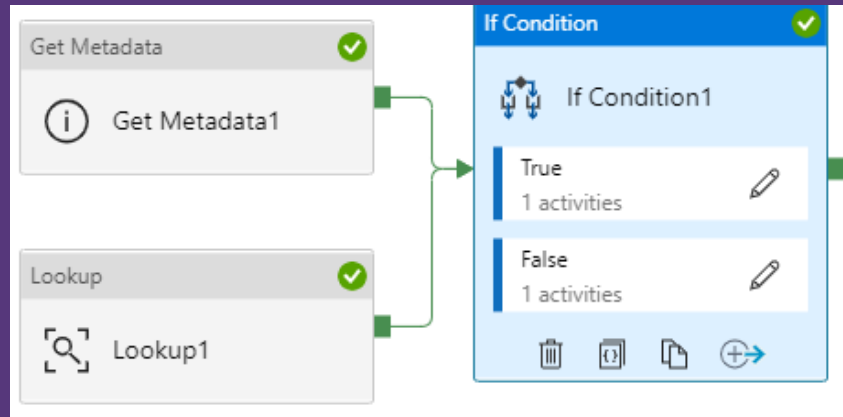 Get Metadata
Get Metadata1
Lookup
Lookup1
If Condition
If Condition1
True
1 activities
False
1 activities